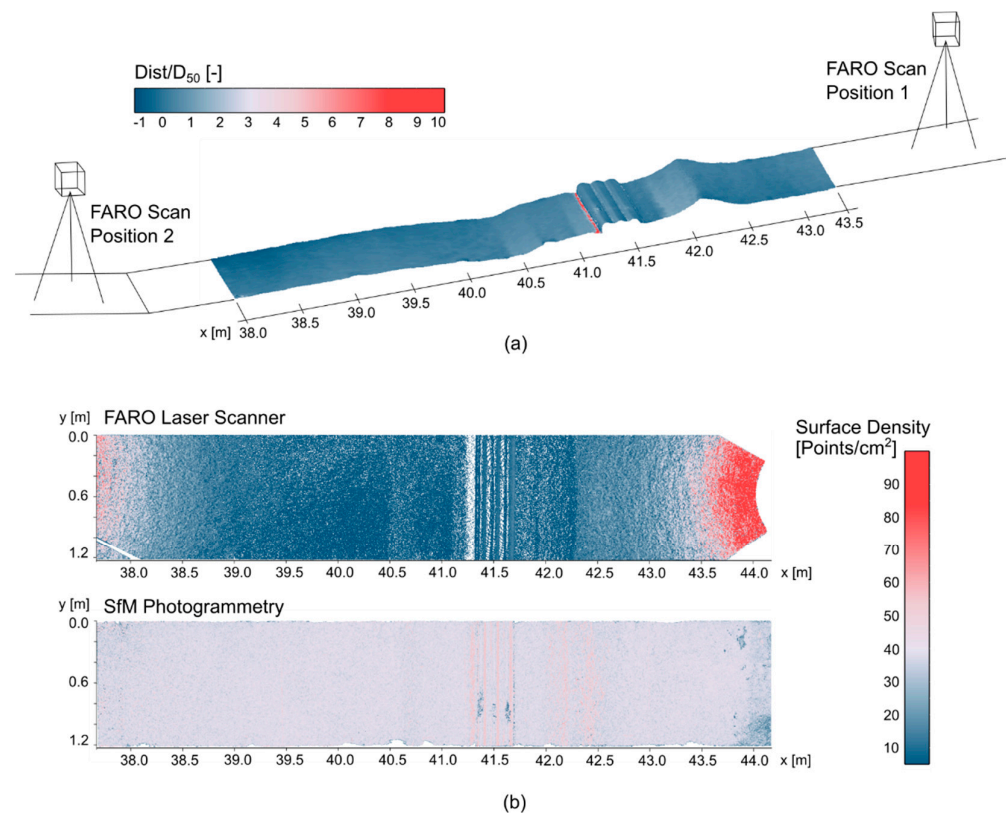 Dist/D50 [-]
-1 0 1 2 3 4 5 6 7 8 9 10
FARO Scan
Position 1
FARO Scan
Position 2
x [m]
38.0
38.5
39.0
39.5
40.0
40.5
41.0
41.5
42.0
42.5
43.0
43.5
(a)
y [m]
FARO Laser Scanner
0.0
0.6
1.2
38.0 38.5 39.0 39.5 40.0 40.5 41.0 41.5 42.0 42.5 43.0 43.5 44.0 x [m]
y [m]
SfM Photogrammetry
0.0
0.6
1.2
38.0 38.5 39.0 39.5 40.0 40.5 41.0 41.5 42.0 42.5 43.0 43.5 44.0 x [m]
Surface Density
[Points/cm2]
90
80
70
60
50
40
30
20
10
(b)